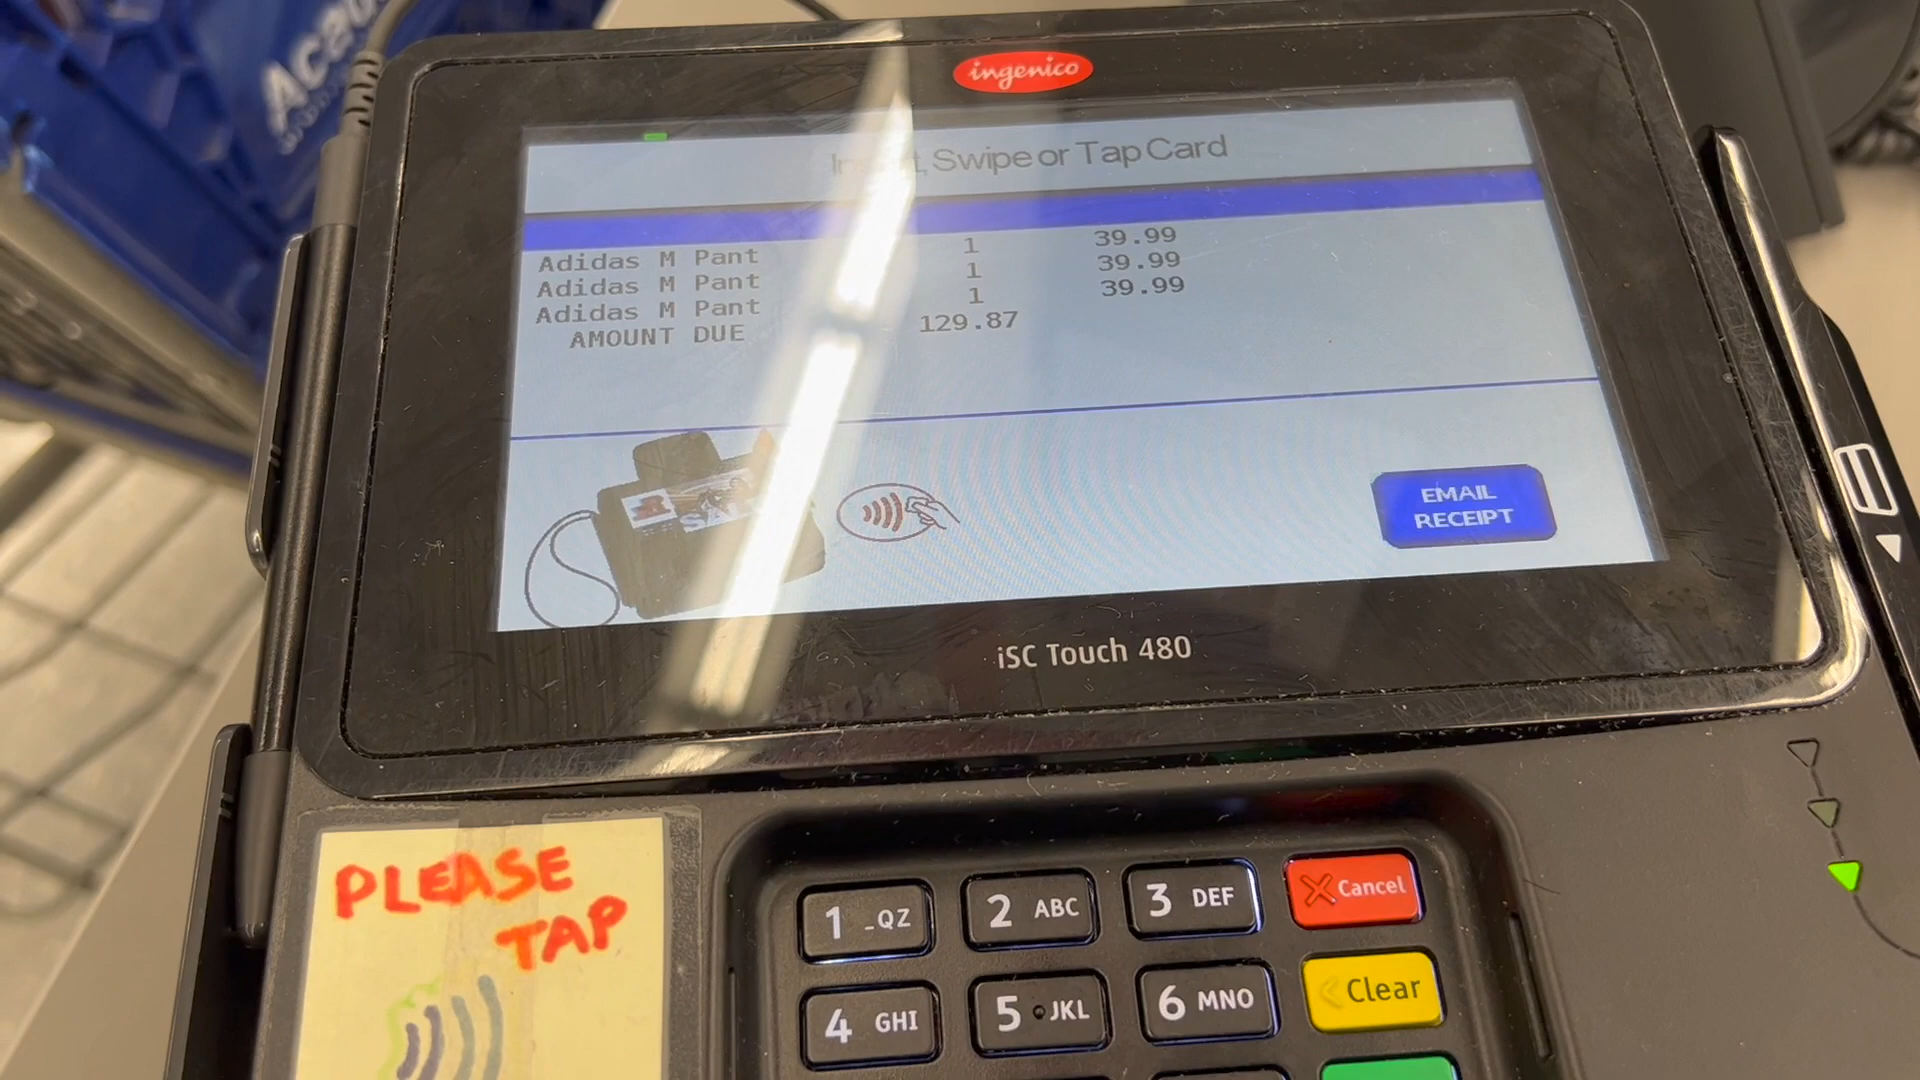 ingenico
Swipe or Tap Card
Adidas M Pant 1 39.99
Adidas M Pant 1 39.99
Adidas M Pant 1 39.99
AMOUNT DUE 129.87
EMAIL
RECEIPT
iSC Touch 480
PLEASE
TAP
1 -QZ 2 ABC 3 DEF Cancel
4 GHI 5 JKL 6 MNO Clear